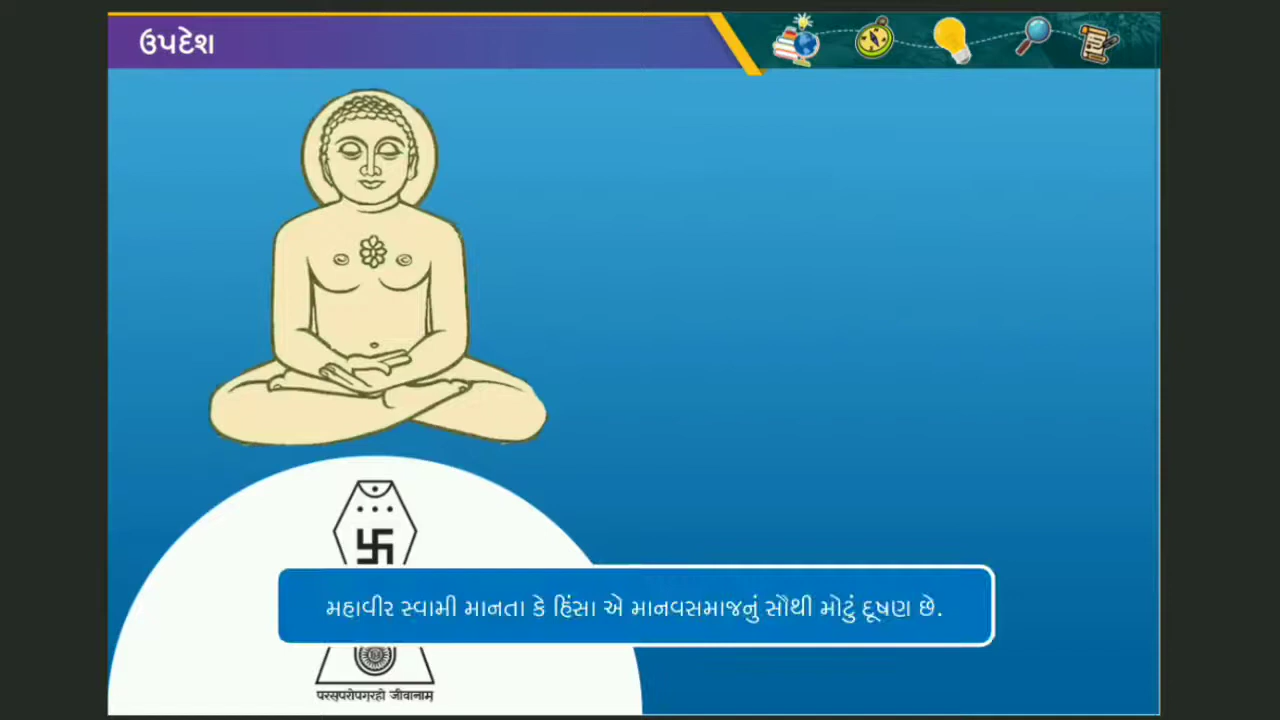 ઉપદેશ
મહાવીર સ્વામી માનતા કે હિંસા એ માનવસમાજનું સૌથી મોટું દૂષણ છે.
परस्परोपग्रहो जीवानाम्